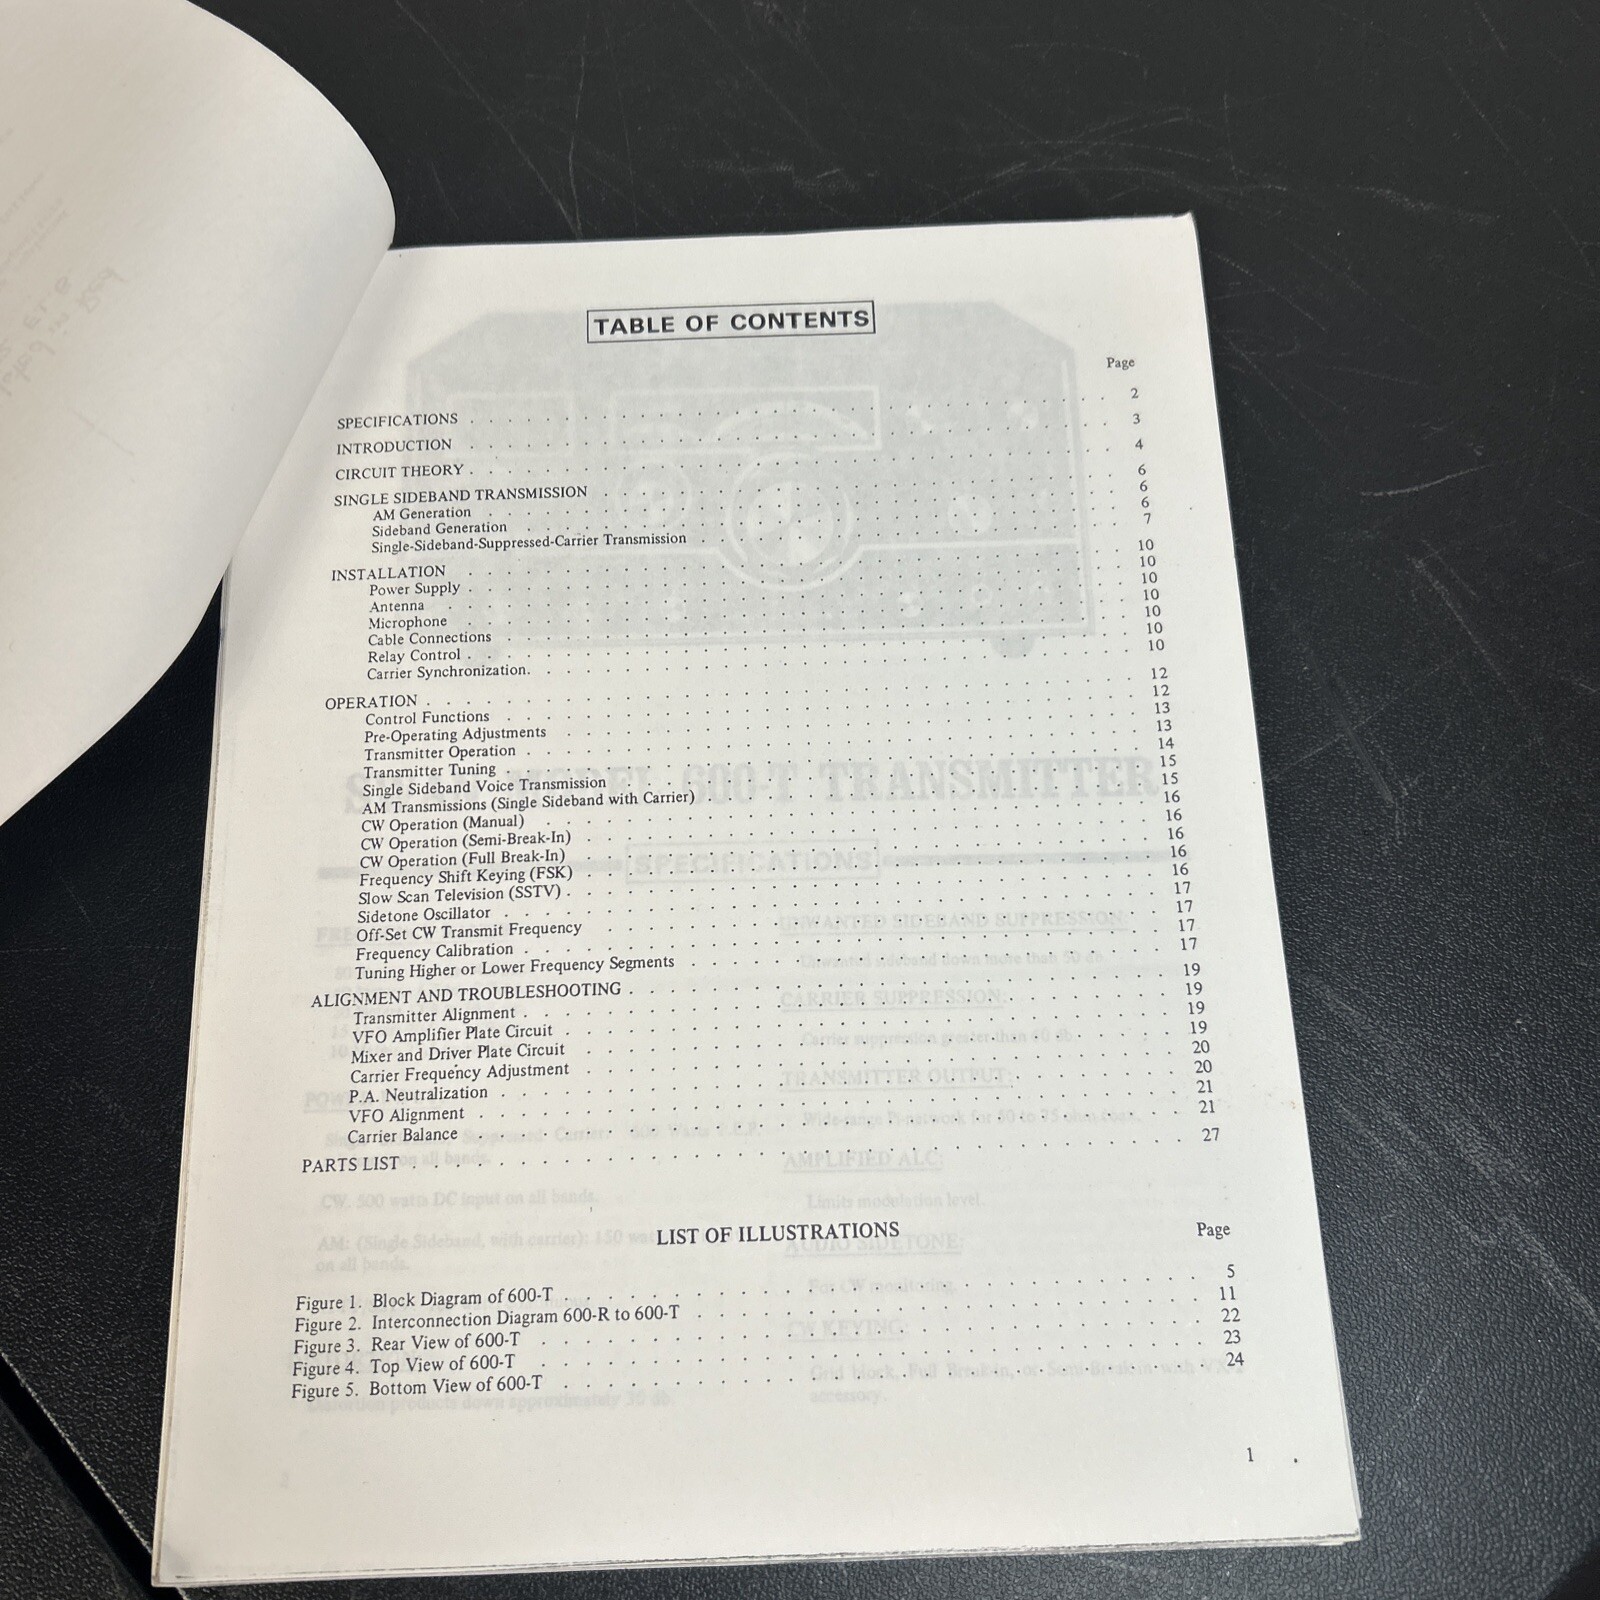 TABLE OF CONTENTS
Page
SPECIFICATIONS . . . . . . . . . . 2
INTRODUCTION . . . . . . . . . . 3
CIRCUIT THEORY . . . . . . . . . . 4
SINGLE SIDEBAND TRANSMISSION . . . . . . . . . . 6
AM Generation . . . . . . . . . . 6
Sideband Generation . . . . . . . . . . 6
Single-Sideband-Suppressed-Carrier Transmission . . . . . . . . . . 7
INSTALLATION . . . . . . . . . . 10
Power Supply . . . . . . . . . . 10
Antenna . . . . . . . . . . 10
Microphone . . . . . . . . . . 10
Cable Connections . . . . . . . . . . 10
Relay Control . . . . . . . . . . 10
Carrier Synchronization. . . . . . . . . . 10
OPERATION . . . . . . . . . . 12
Control Functions . . . . . . . . . . 12
Pre-Operating Adjustments . . . . . . . . . . 13
Transmitter Operation . . . . . . . . . . 13
Transmitter Tuning . . . . . . . . . . 14
Single Sideband Voice Transmission . . . . . . . . . . 15
AM Transmissions (Single Sideband with Carrier) . . . . . . . . . . 15
CW Operation (Manual) . . . . . . . . . . 16
CW Operation (Semi-Break-In) . . . . . . . . . . 16
CW Operation (Full Break-In) . . . . . . . . . . 16
Frequency Shift Keying (FSK) . . . . . . . . . . 16
Slow Scan Television (SSTV) . . . . . . . . . . 16
Sidetone Oscillator . . . . . . . . . . 17
Off-Set CW Transmit Frequency . . . . . . . . . . 17
Frequency Calibration . . . . . . . . . . 17
Tuning Higher or Lower Frequency Segments . . . . . . . . . . 17
ALIGNMENT AND TROUBLESHOOTING . . . . . . . . . . 19
Transmitter Alignment . . . . . . . . . . 19
VFO Amplifier Plate Circuit . . . . . . . . . . 19
Mixer and Driver Plate Circuit . . . . . . . . . . 19
Carrier Frequency Adjustment . . . . . . . . . . 20
P.A. Neutralization . . . . . . . . . . 20
VFO Alignment . . . . . . . . . . 21
Carrier Balance . . . . . . . . . . 21
PARTS LIST . . . . . . . . . . 27
LIST OF ILLUSTRATIONS
Page
Figure 1. Block Diagram of 600-T . . . . . . . . . . 5
Figure 2. Interconnection Diagram 600-R to 600-T . . . . . . . . . . 11
Figure 3. Rear View of 600-T . . . . . . . . . . 22
Figure 4. Top View of 600-T . . . . . . . . . . 23
Figure 5. Bottom View of 600-T . . . . . . . . . . 24
1